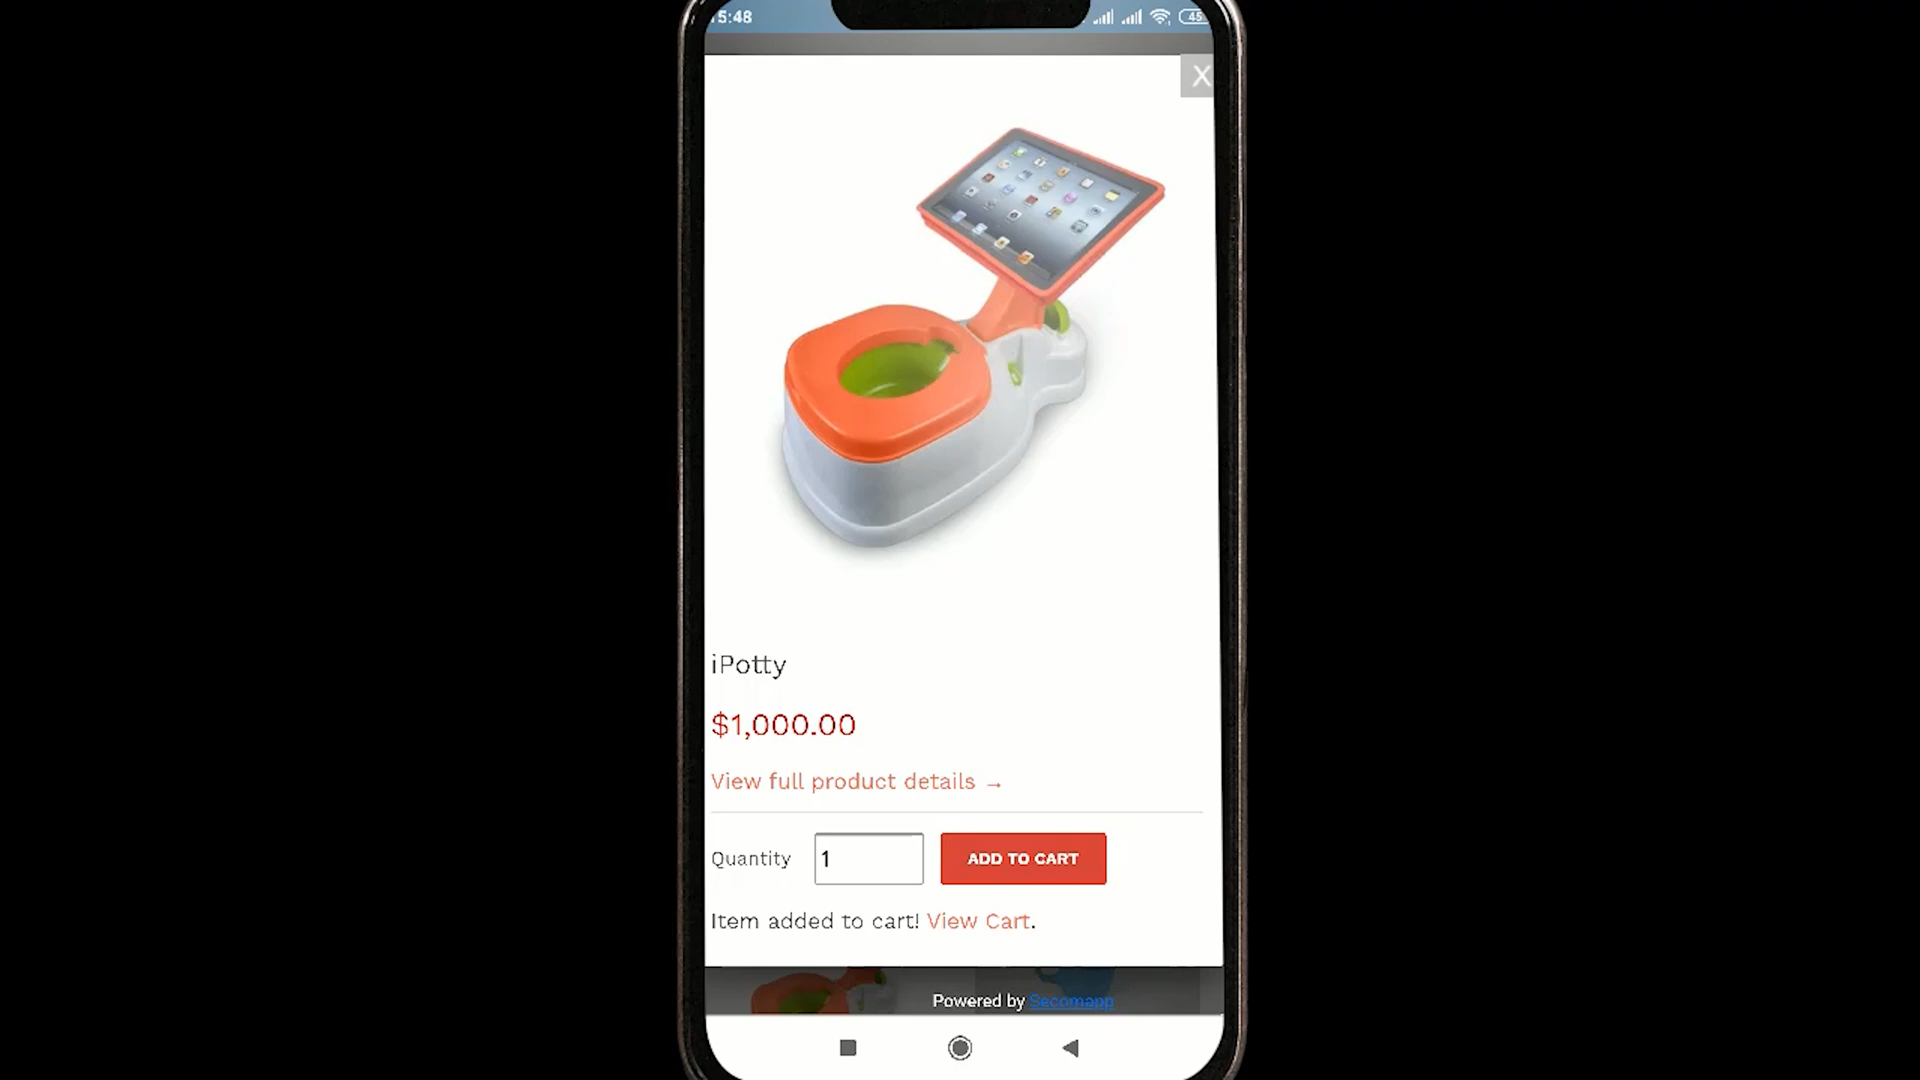 5:48
45
X
iPotty
$1,000.00
View full product details →
Quantity 1 ADD TO CART
Item added to cart! View Cart.
Powered by Secomapp